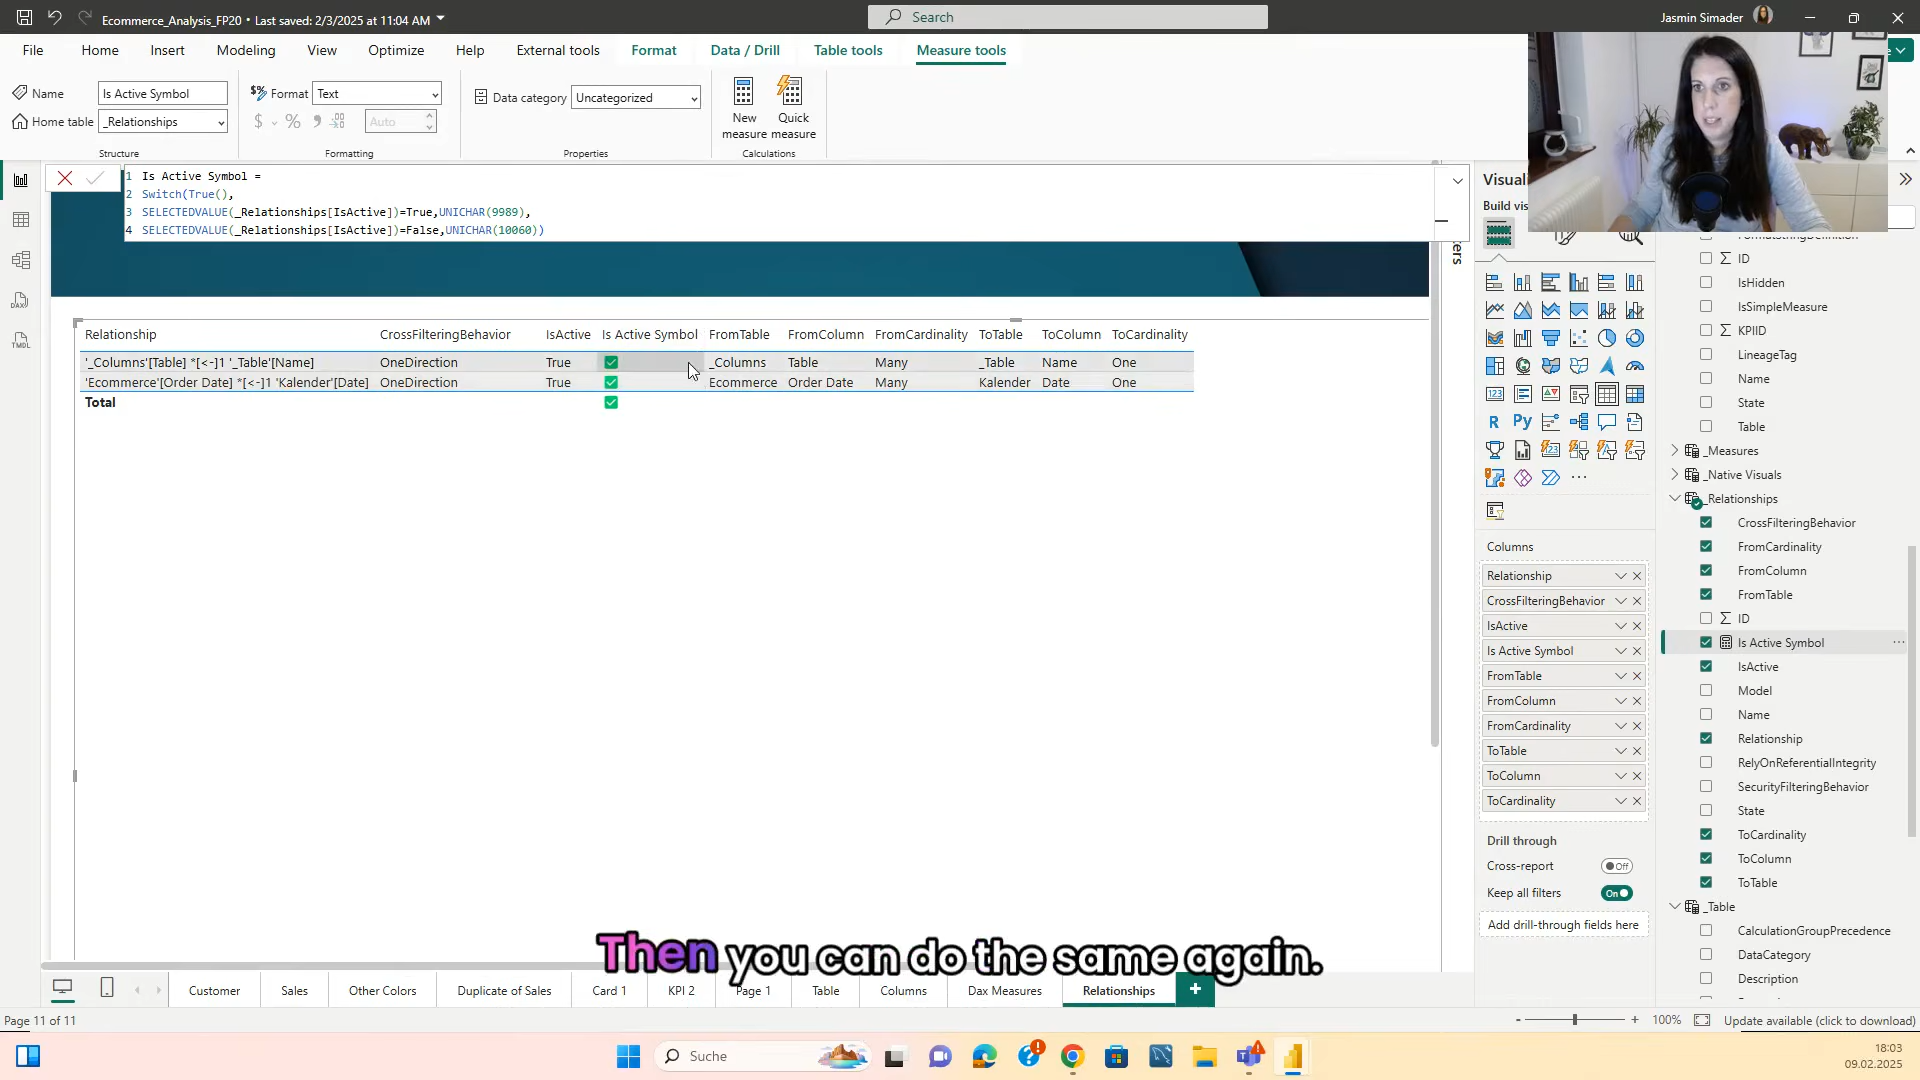 Ecommerce_Analysis_FP20 • Last saved: 2/3/2025 at 11:04 AM
Search
Jasmin Simader
File
Home
Insert
Modeling
View
Optimize
Help
External tools
Format
Data / Drill
Table tools
Measure tools
Name
Is Active Symbol
Home table
_Relationships
Structure
Format
Text
Auto
Formatting
Data category
Uncategorized
Properties
New
measure
Quick
measure
Calculations
1 Is Active Symbol =
2 Switch(True(),
3 SELECTEDVALUE(_Relationships[IsActive])=True,UNICHAR(9989),
4 SELECTEDVALUE(_Relationships[IsActive])=False,UNICHAR(10060))
Relationship CrossFilteringBehavior IsActive Is Active Symbol FromTable FromColumn FromCardinality ToTable ToColumn ToCardinality
'_Columns'[Table] *[<-]1 '_Table'[Name] OneDirection True ✅ _Columns Table Many _Table Name One
'Ecommerce'[Order Date] *[<-]1 'Kalender'[Date] OneDirection True ✅ Ecommerce Order Date Many Kalender Date One
Total ✅
Then you can do the same again.
Build vis
Columns
Relationship
CrossFilteringBehavior
IsActive
Is Active Symbol
FromTable
FromColumn
FromCardinality
ToTable
ToColumn
ToCardinality
Drill through
Cross-report
Off
Keep all filters
On
Add drill-through fields here
ID
IsHidden
IsSimpleMeasure
KPIID
LineageTag
Name
State
Table
_Measures
_Native Visuals
_Relationships
CrossFilteringBehavior
FromCardinality
FromColumn
FromTable
ID
Is Active Symbol
IsActive
Model
Name
Relationship
RelyOnReferentialIntegrity
SecurityFilteringBehavior
State
ToCardinality
ToColumn
ToTable
_Table
CalculationGroupPrecedence
DataCategory
Description
Customer
Sales
Other Colors
Duplicate of Sales
Card 1
KPI 2
Page 1
Table
Columns
Dax Measures
Relationships
Page 11 of 11
100%
Update available (click to download)
Suche
18:03
09.02.2025